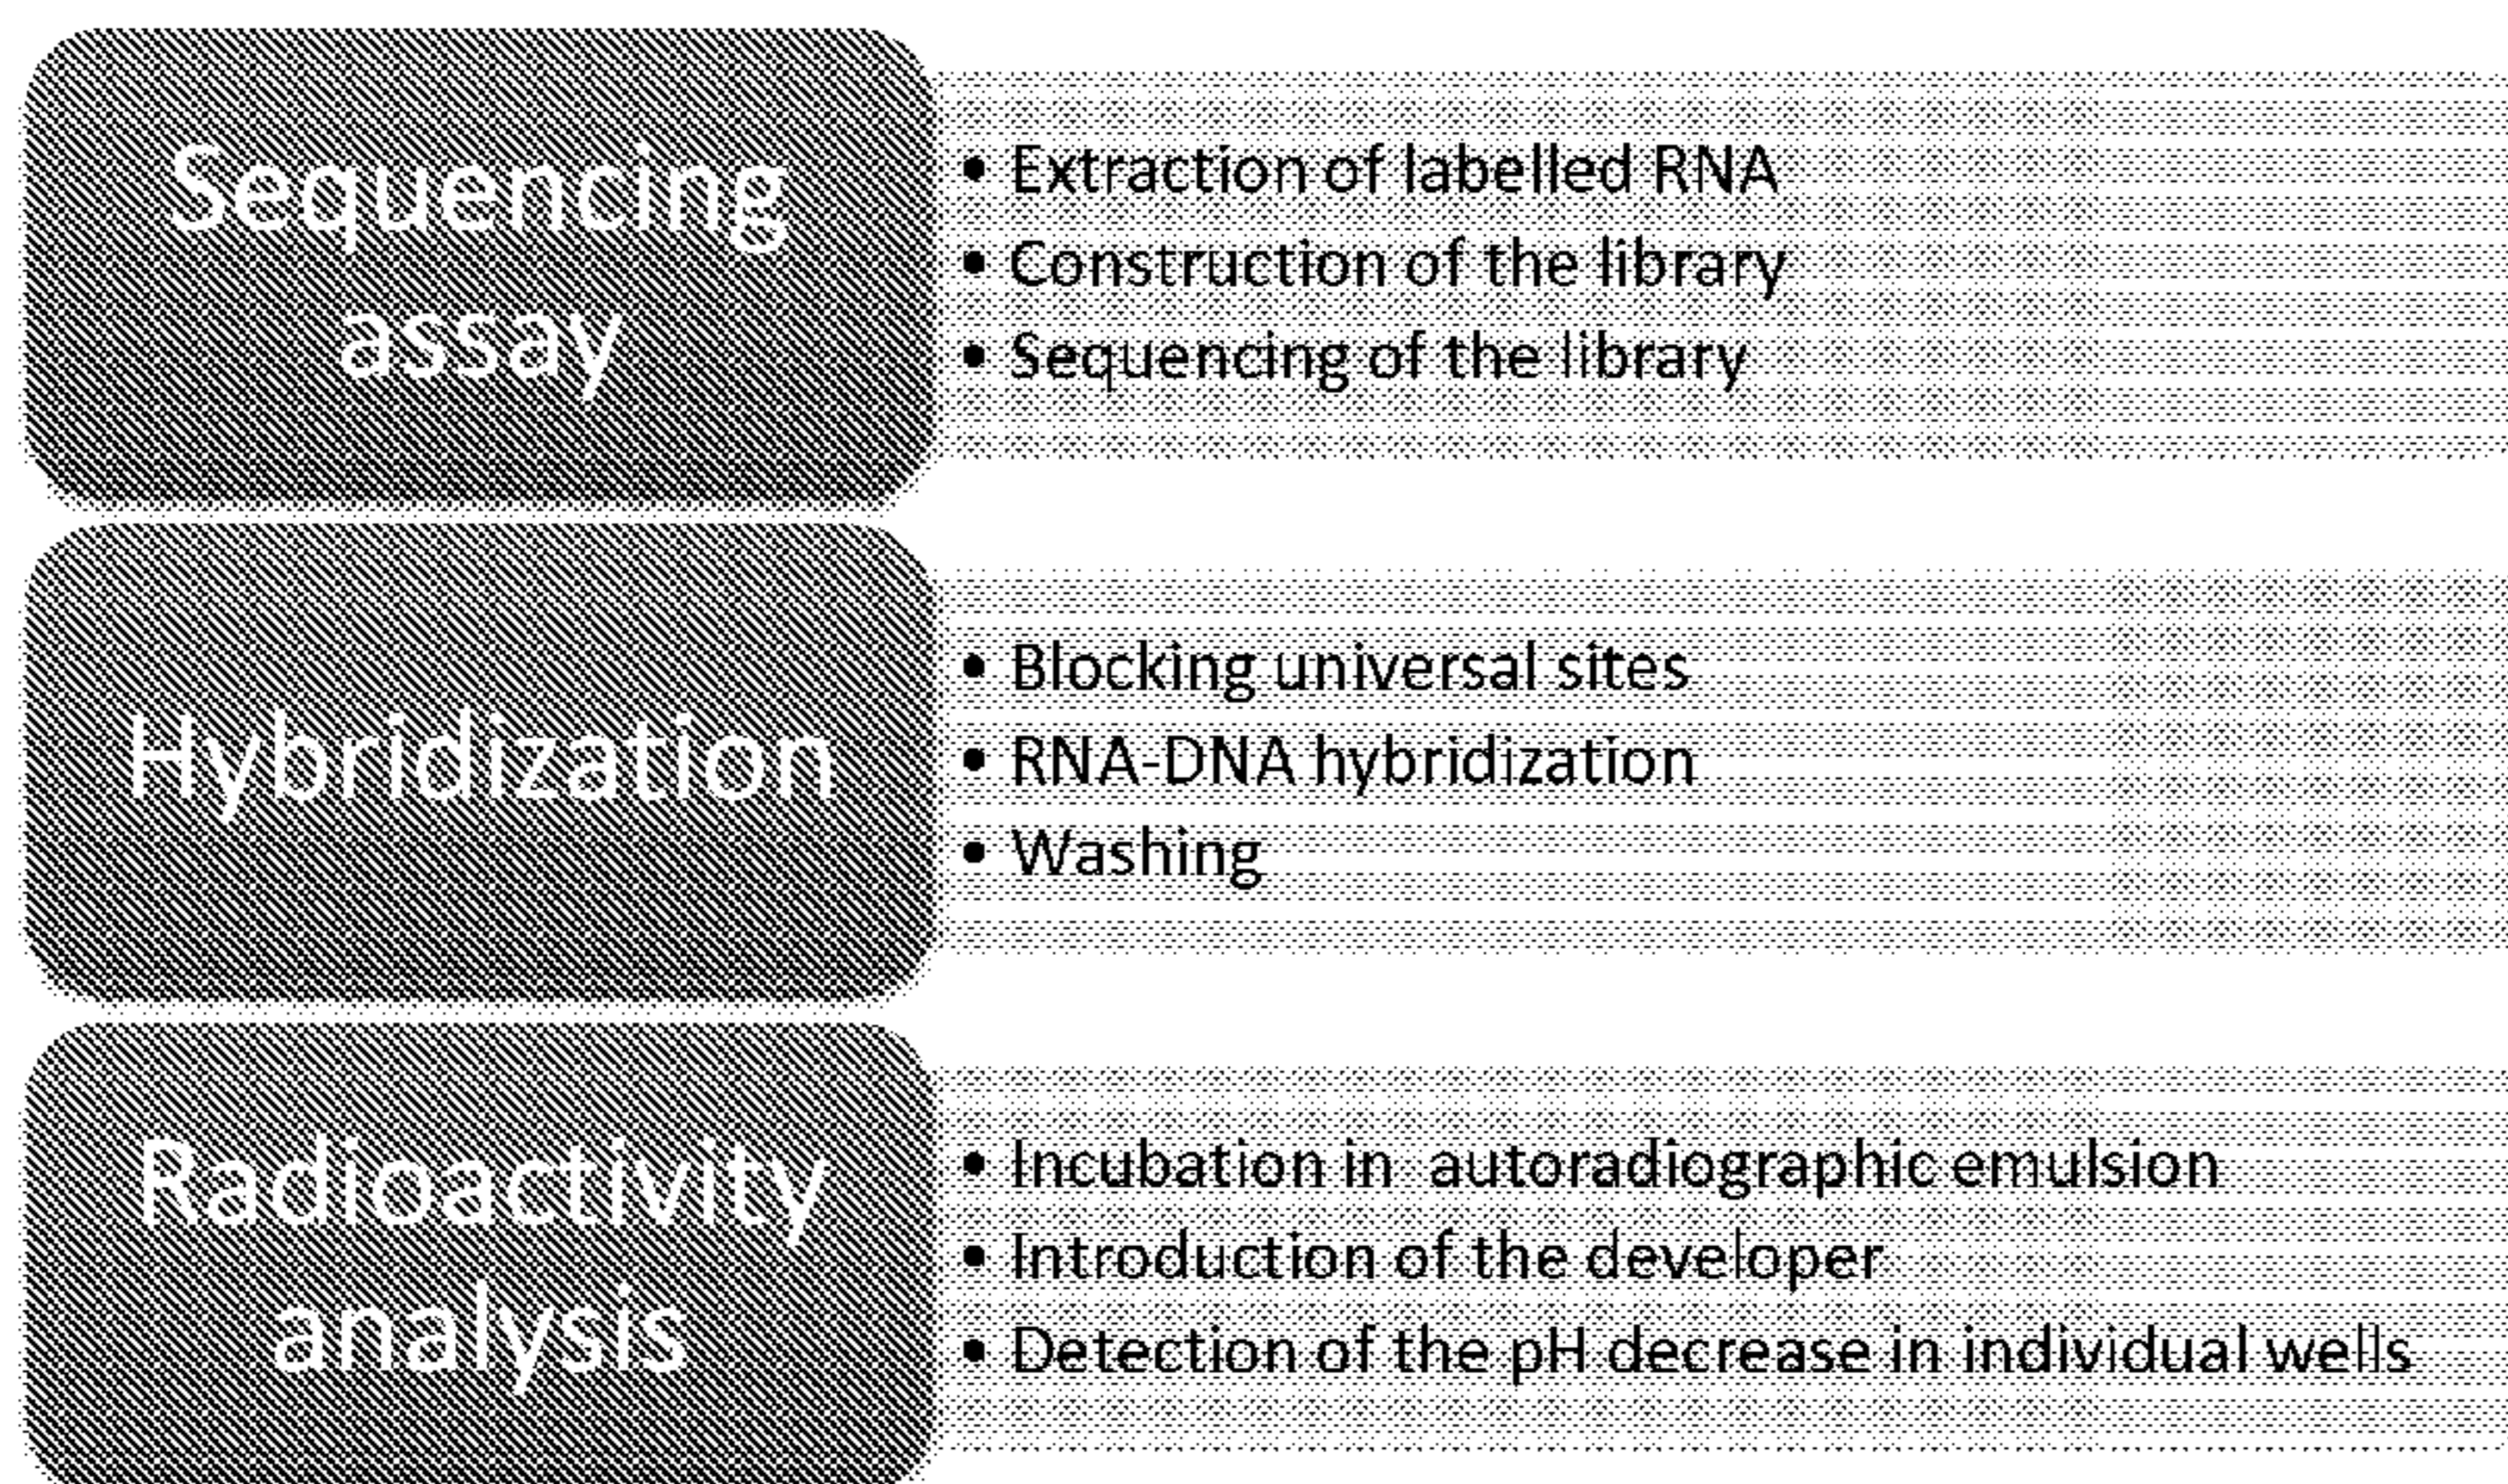 Sequencing
assay
• Extraction of labelled RNA
• Construction of the library
• Sequencing of the library
Hybridization
• Blocking universal sites
• RNA-DNA hybridization
• Washing
Radioactivity
analysis
• Incubation in autoradiographic emulsion
• Introduction of the developer
• Detection of the pH decrease in individual wells